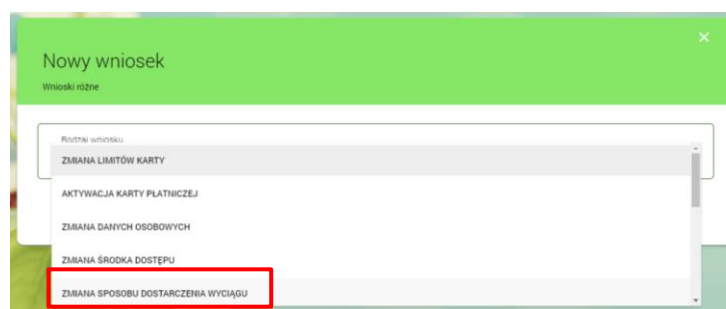 Nowy wniosek
Wnioski różne
Rodzaj wniosku
ZMIANA LIMITÓW KARTY
AKTYWACJA KARTY PŁATNICZEJ
ZMIANA DANYCH OSOBOWYCH
ZMIANA ŚRODKA DOSTĘPU
ZMIANA SPOSOBU DOSTARCZENIA WYCIĄGU